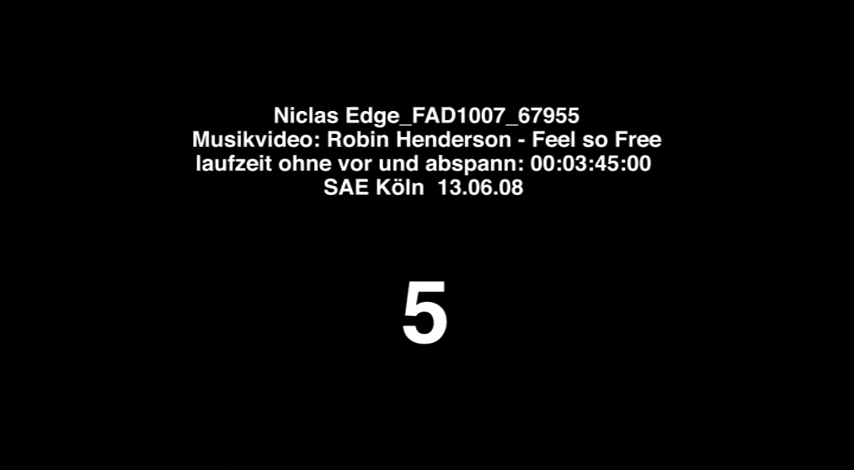 Niclas Edge_FAD1007_67955
Musikvideo: Robin Henderson - Feel so Free
laufzeit ohne vor und abspann: 00:03:45:00
SAE Köln  13.06.08
5